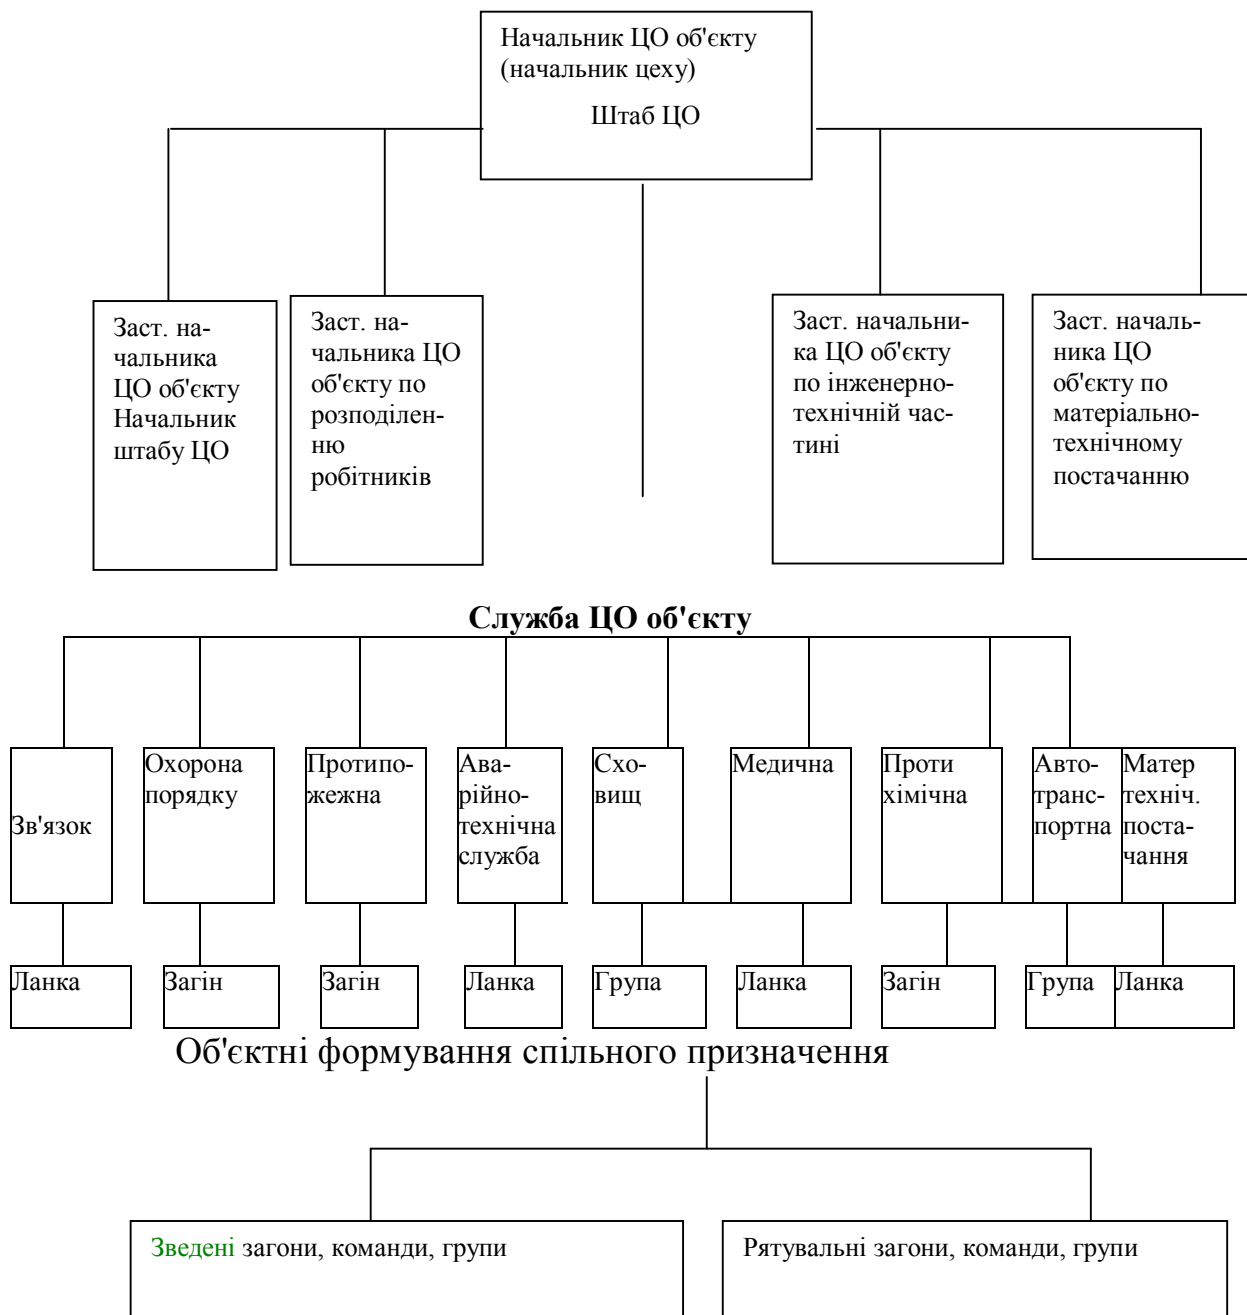 Начальник ЦО об'єкту
(начальник цеху)
Штаб ЦО
Заст. на-
чальника
ЦО об'єкту
Начальник
штабу ЦО
Заст. на-
чальника ЦО
об'єкту по
розподілен-
ню
робітників
Заст. начальни-
ка ЦО об'єкту
по інженерно-
технічній час-
тині
Заст. началь-
ника ЦО
об'єкту по
матеріально-
технічному
постачанню
Служба ЦО об'єкту
Зв'язок
Охорона
порядку
Протипо-
жежна
Ава-
рійно-
технічна
служба
Схо-
вищ
Медична
Проти
хімічна
Авто-
транс-
портна
Матер
техніч.
поста-
чання
Ланка
Загін
Загін
Ланка
Група
Ланка
Загін
Група
Ланка
Об'єктні формування спільного призначення
Зведені загони, команди, групи
Рятувальні загони, команди, групи